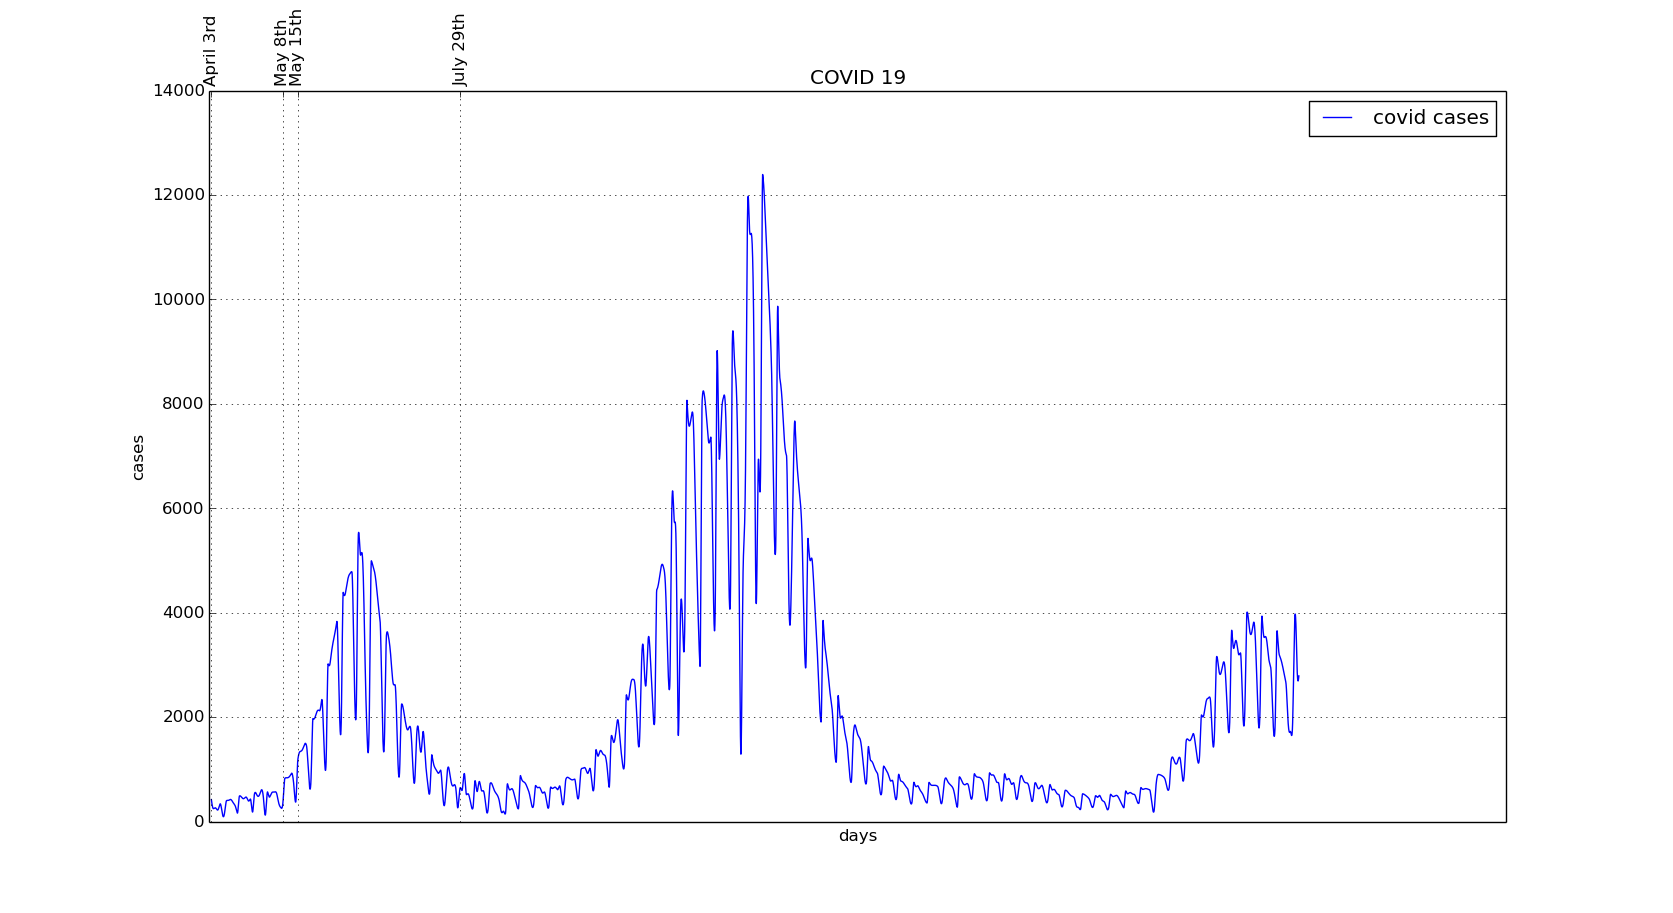 April 3rd
May 8th
May 15th
July 29th
COVID 19
covid cases
14000
12000
10000
8000
6000
4000
2000
0
cases
days